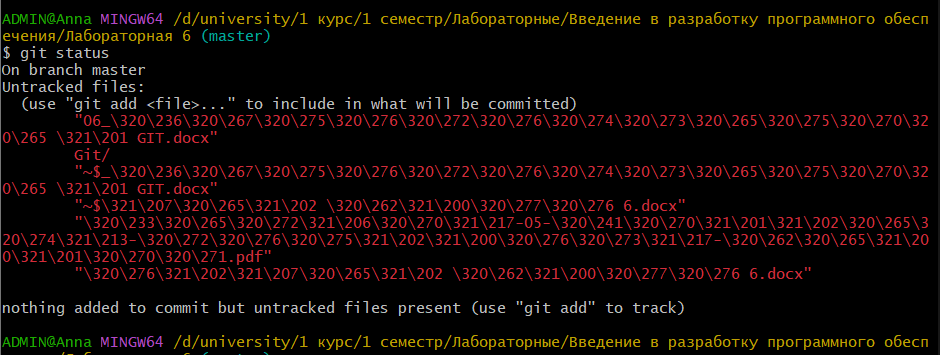 ADMIN@Anna MINGW64 /d/university/1 курс/1 семестр/Лабораторные/Введение в разработку программного обесп
ечения/Лабораторная 6 (master)
$ git status
On branch master
Untracked files:
  (use "git add <file>..." to include in what will be committed)
        "06_\320\236\320\267\320\275\320\276\320\272\320\276\320\274\320\273\320\265\320\275\320\270\32
0\265 \321\201 GIT.docx"
        Git/
        "~$_\320\236\320\267\320\275\320\276\320\272\320\276\320\274\320\273\320\265\320\275\320\270\32
0\265 \321\201 GIT.docx"
        "~$\321\207\320\265\321\202 \320\262\321\200\320\277\320\276 6.docx"
        "\320\233\320\265\320\272\321\206\320\270\321\217-05-\320\241\320\270\321\201\321\202\320\265\3
20\274\321\213-\320\272\320\276\320\275\321\202\321\200\320\276\320\273\321\217-\320\262\320\265\321\20
0\321\201\320\270\320\271.pdf"
        "\320\276\321\202\321\207\320\265\321\202 \320\262\321\200\320\277\320\276 6.docx"
nothing added to commit but untracked files present (use "git add" to track)
ADMIN@Anna MINGW64 /d/university/1 курс/1 семестр/Лабораторные/Введение в разработку программного обесп